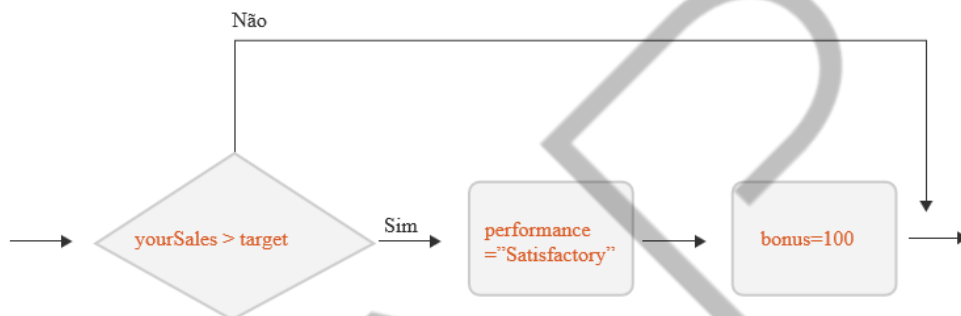 Não
yourSales > target
Sim
performance
=”Satisfactory”
bonus=100